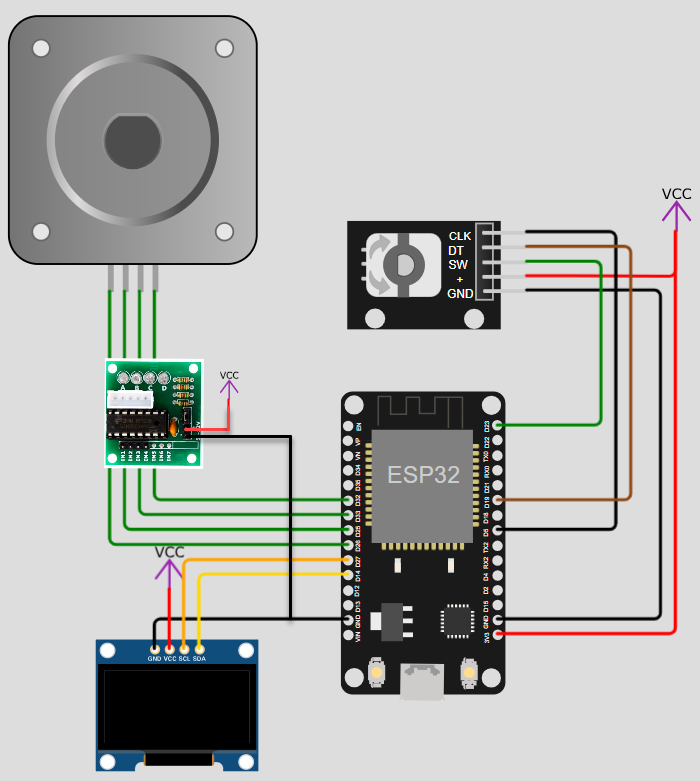 VCC
CLK
DT
SW
+
GND
VCC
A B C D
IN1 IN2 IN3 IN4 IN5 IN6 IN7
ESP32
EN
VP
VN
D34
D35
D32
D33
D25
D26
D27
D14
D12
D13
GND
VIN
D23
D22
TX0
RX0
D21
D19
D18
D5
TX2
RX2
D4
D2
D15
GND
3V3
VCC
GND VCC SCL SDA